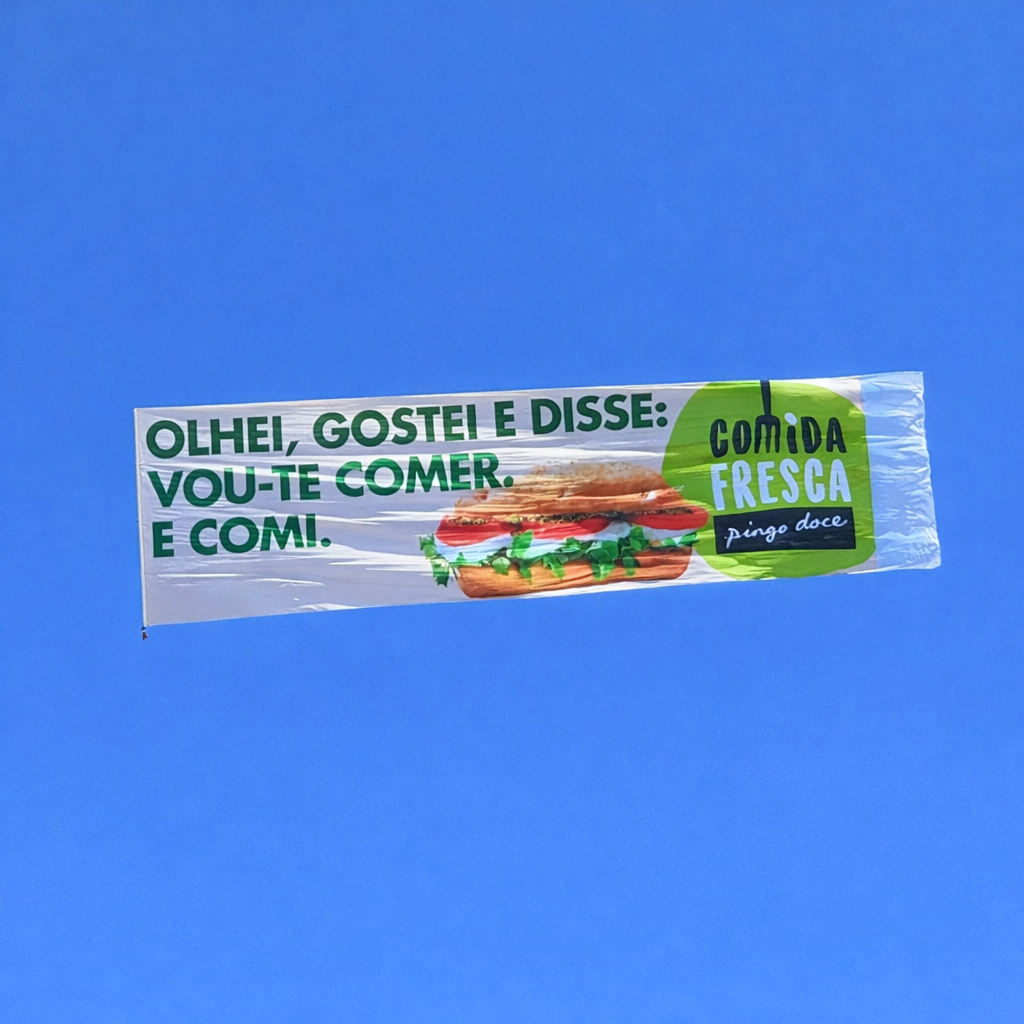 OLHEI, GOSTEI E DISSE:
VOU-TE COMER.
E COMI.
COMIDA
FRESCA
pingo doce